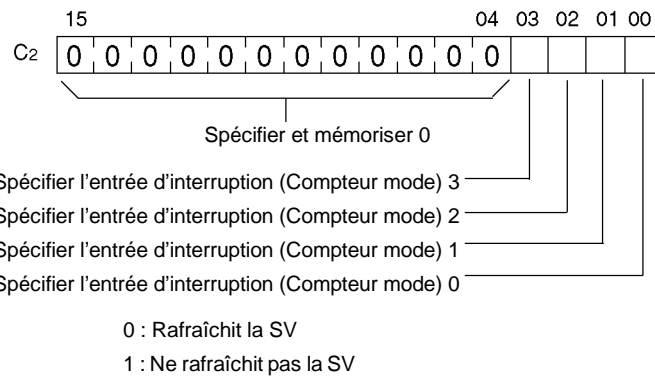 15 04 03 02 01 00
C2 0 0 0 0 0 0 0 0 0 0 0 0
Spécifier et mémoriser 0
Spécifier l'entrée d'interruption (Compteur mode) 3
Spécifier l'entrée d'interruption (Compteur mode) 2
Spécifier l'entrée d'interruption (Compteur mode) 1
Spécifier l'entrée d'interruption (Compteur mode) 0
0 : Rafraîchit la SV
1 : Ne rafraîchit pas la SV